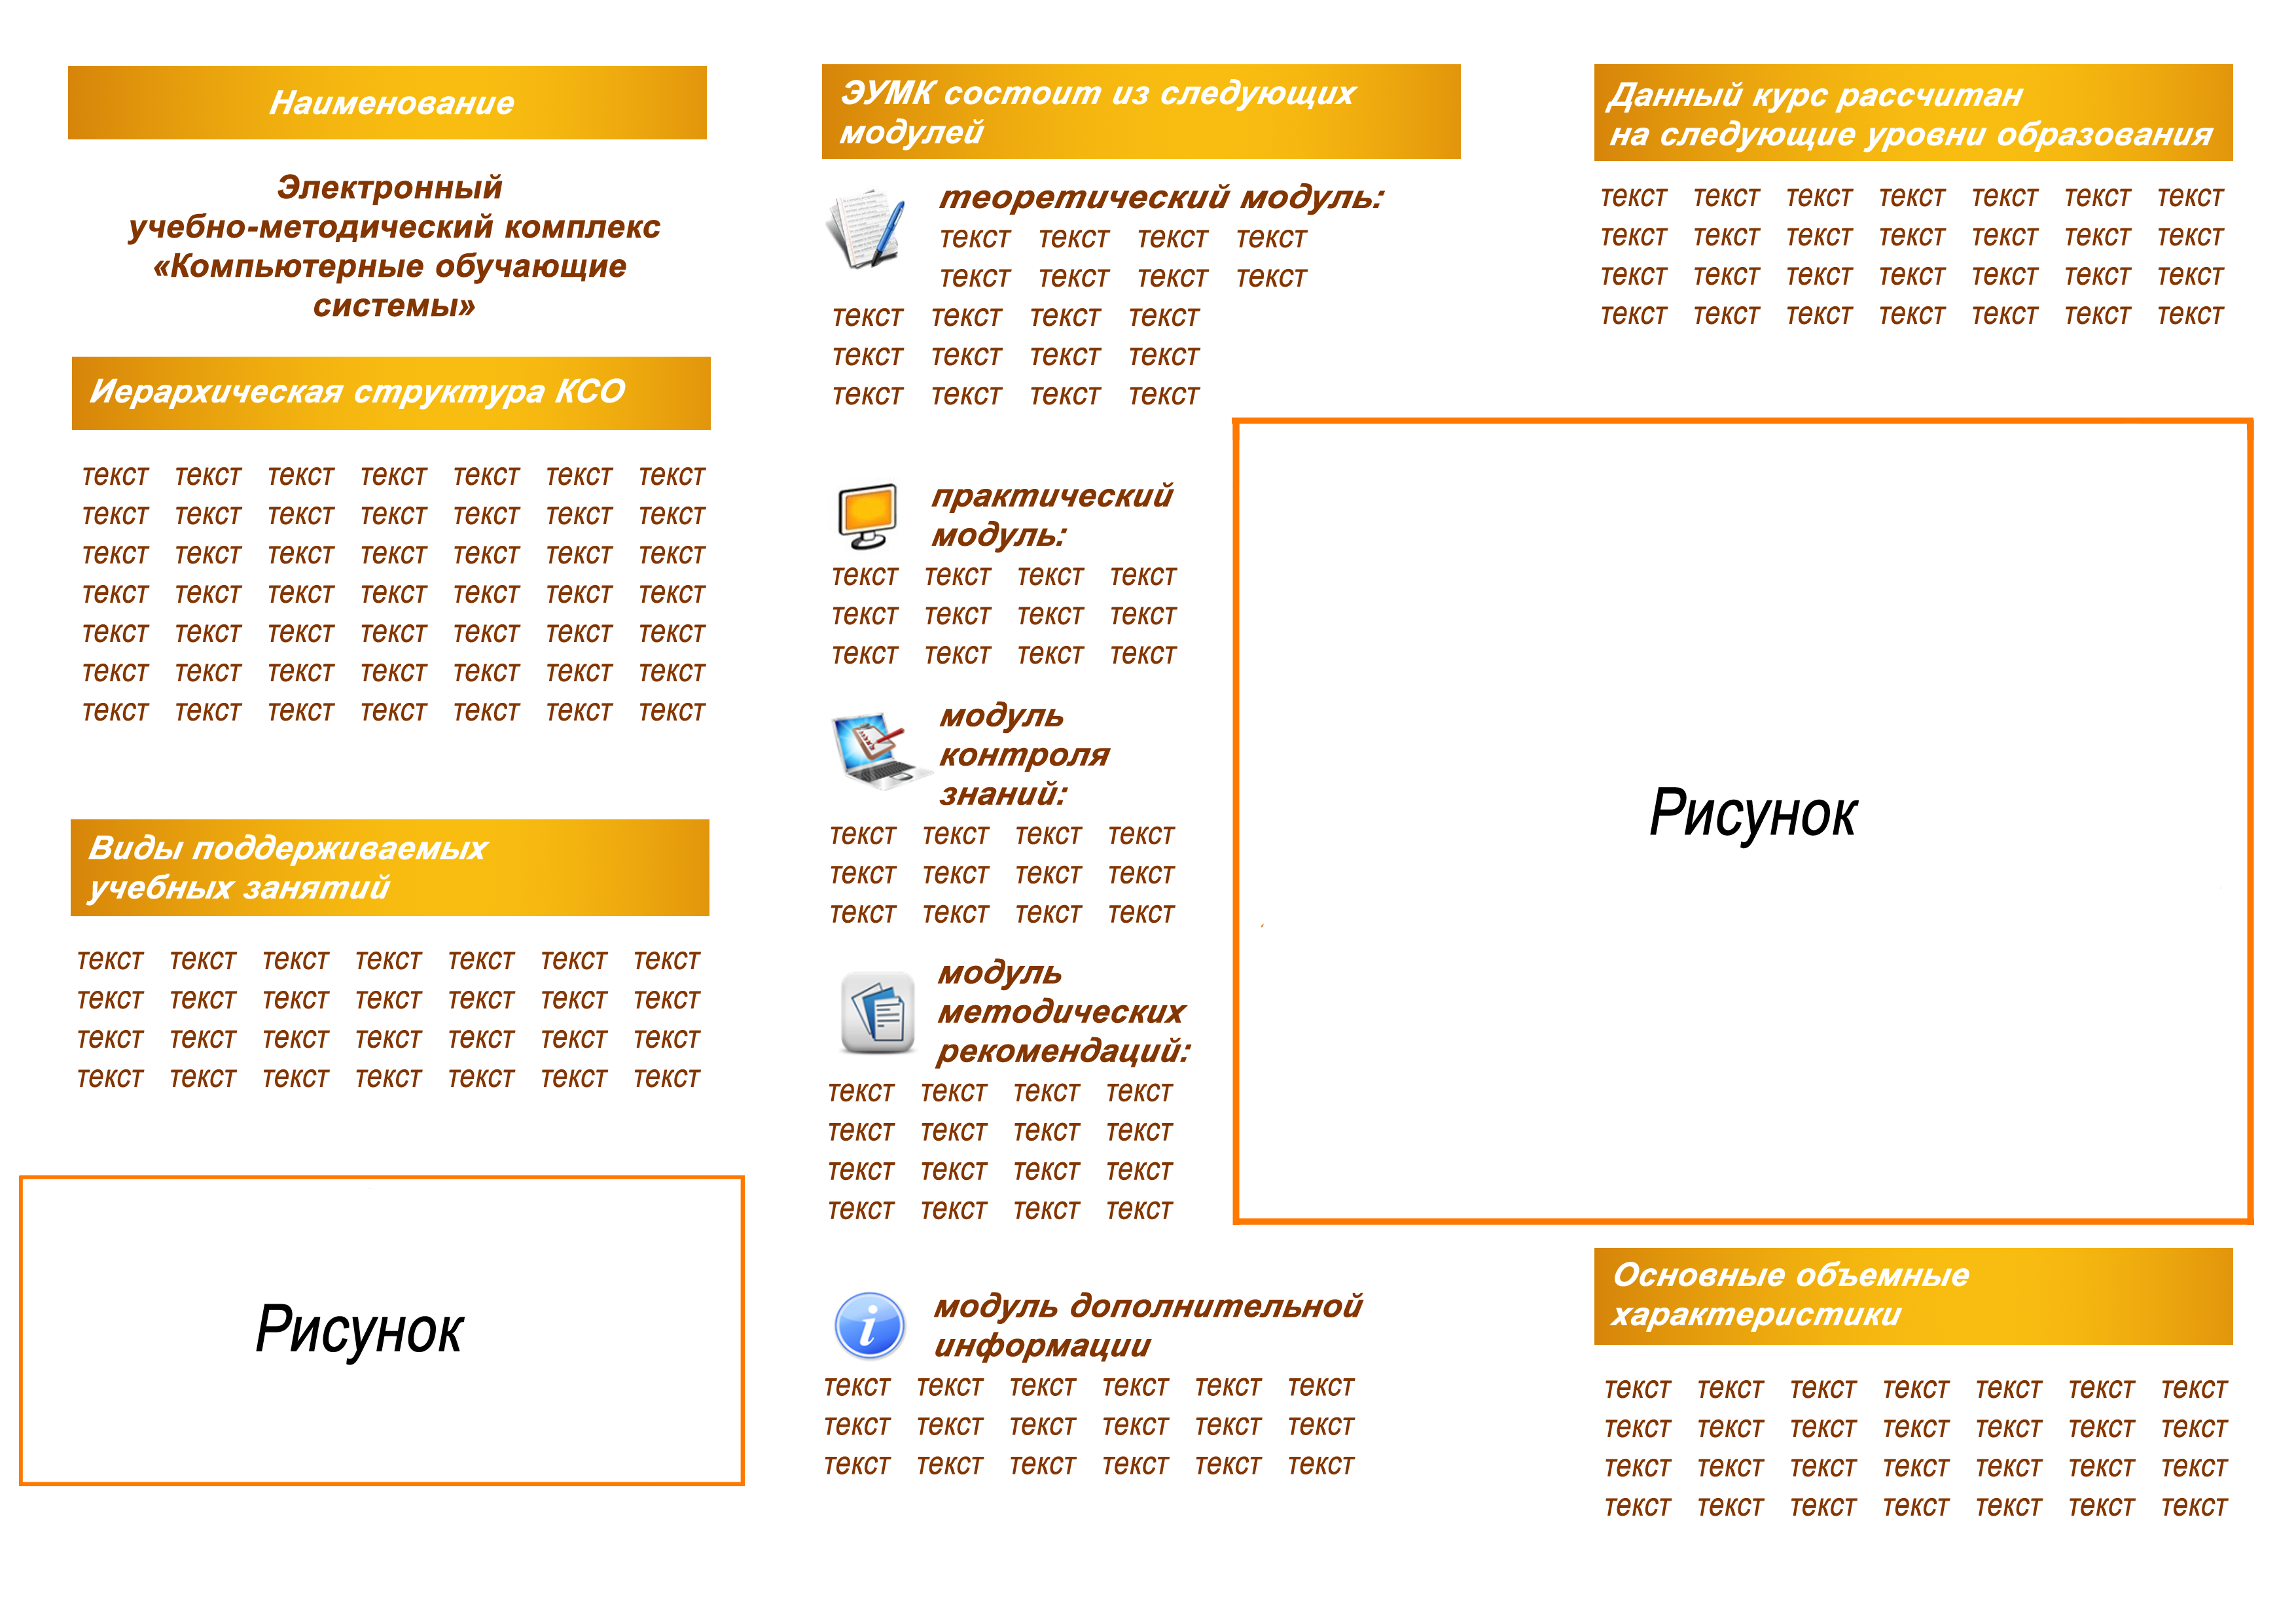 Наименование
Электронный
учебно-методический комплекс
«Компьютерные обучающие
системы»
Иерархическая структура КСО
текст текст текст текст текст текст текст
текст текст текст текст текст текст текст
текст текст текст текст текст текст текст
текст текст текст текст текст текст текст
текст текст текст текст текст текст текст
текст текст текст текст текст текст текст
текст текст текст текст текст текст текст
Виды поддерживаемых
учебных занятий
текст текст текст текст текст текст текст
текст текст текст текст текст текст текст
текст текст текст текст текст текст текст
текст текст текст текст текст текст текст
Рисунок
ЭУМК состоит из следующих
модулей
теоретический модуль:
текст текст текст текст
текст текст текст текст
текст текст текст текст
текст текст текст текст
текст текст текст текст
практический
модуль:
текст текст текст текст
текст текст текст текст
текст текст текст текст
модуль
контроля
знаний:
текст текст текст текст
текст текст текст текст
текст текст текст текст
модуль
методических
рекомендаций:
текст текст текст текст
текст текст текст текст
текст текст текст текст
текст текст текст текст
модуль дополнительной
информации
текст текст текст текст текст текст
текст текст текст текст текст текст
текст текст текст текст текст текст
Данный курс рассчитан
на следующие уровни образования
текст текст текст текст текст текст текст
текст текст текст текст текст текст текст
текст текст текст текст текст текст текст
текст текст текст текст текст текст текст
Рисунок
Основные объемные
характеристики
текст текст текст текст текст текст текст
текст текст текст текст текст текст текст
текст текст текст текст текст текст текст
текст текст текст текст текст текст текст